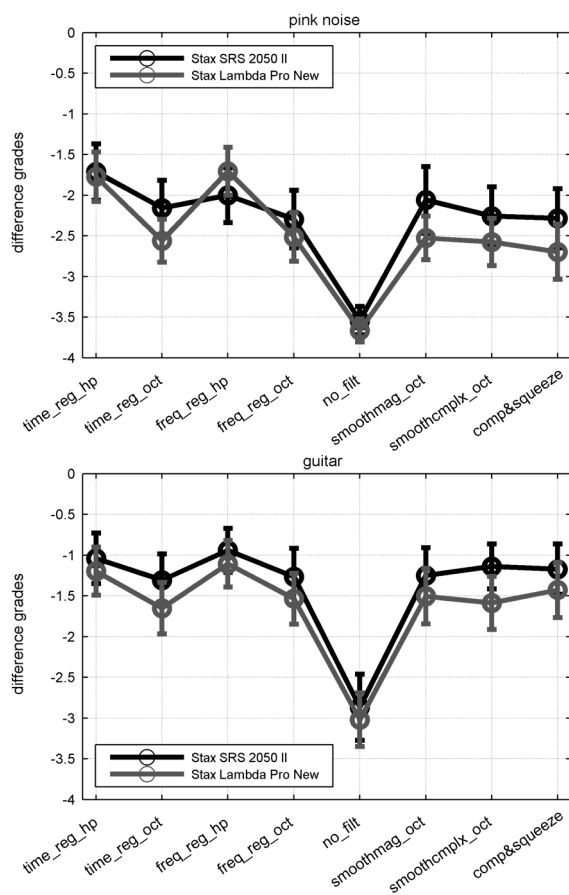 pink noise
0
-0.5
-1
-1.5
-2
-2.5
-3
-3.5
-4
difference grades
Stax SRS 2050 II
Stax Lambda Pro New
time_reg_hp
time_reg_oct
freq_reg_hp
freq_reg_oct
no_filt
smoothmag_oct
smoothcmplx_oct
comp&squeeze
guitar
0
-0.5
-1
-1.5
-2
-2.5
-3
-3.5
-4
difference grades
Stax SRS 2050 II
Stax Lambda Pro New
time_reg_hp
time_reg_oct
freq_reg_hp
freq_reg_oct
no_filt
smoothmag_oct
smoothcmplx_oct
comp&squeeze